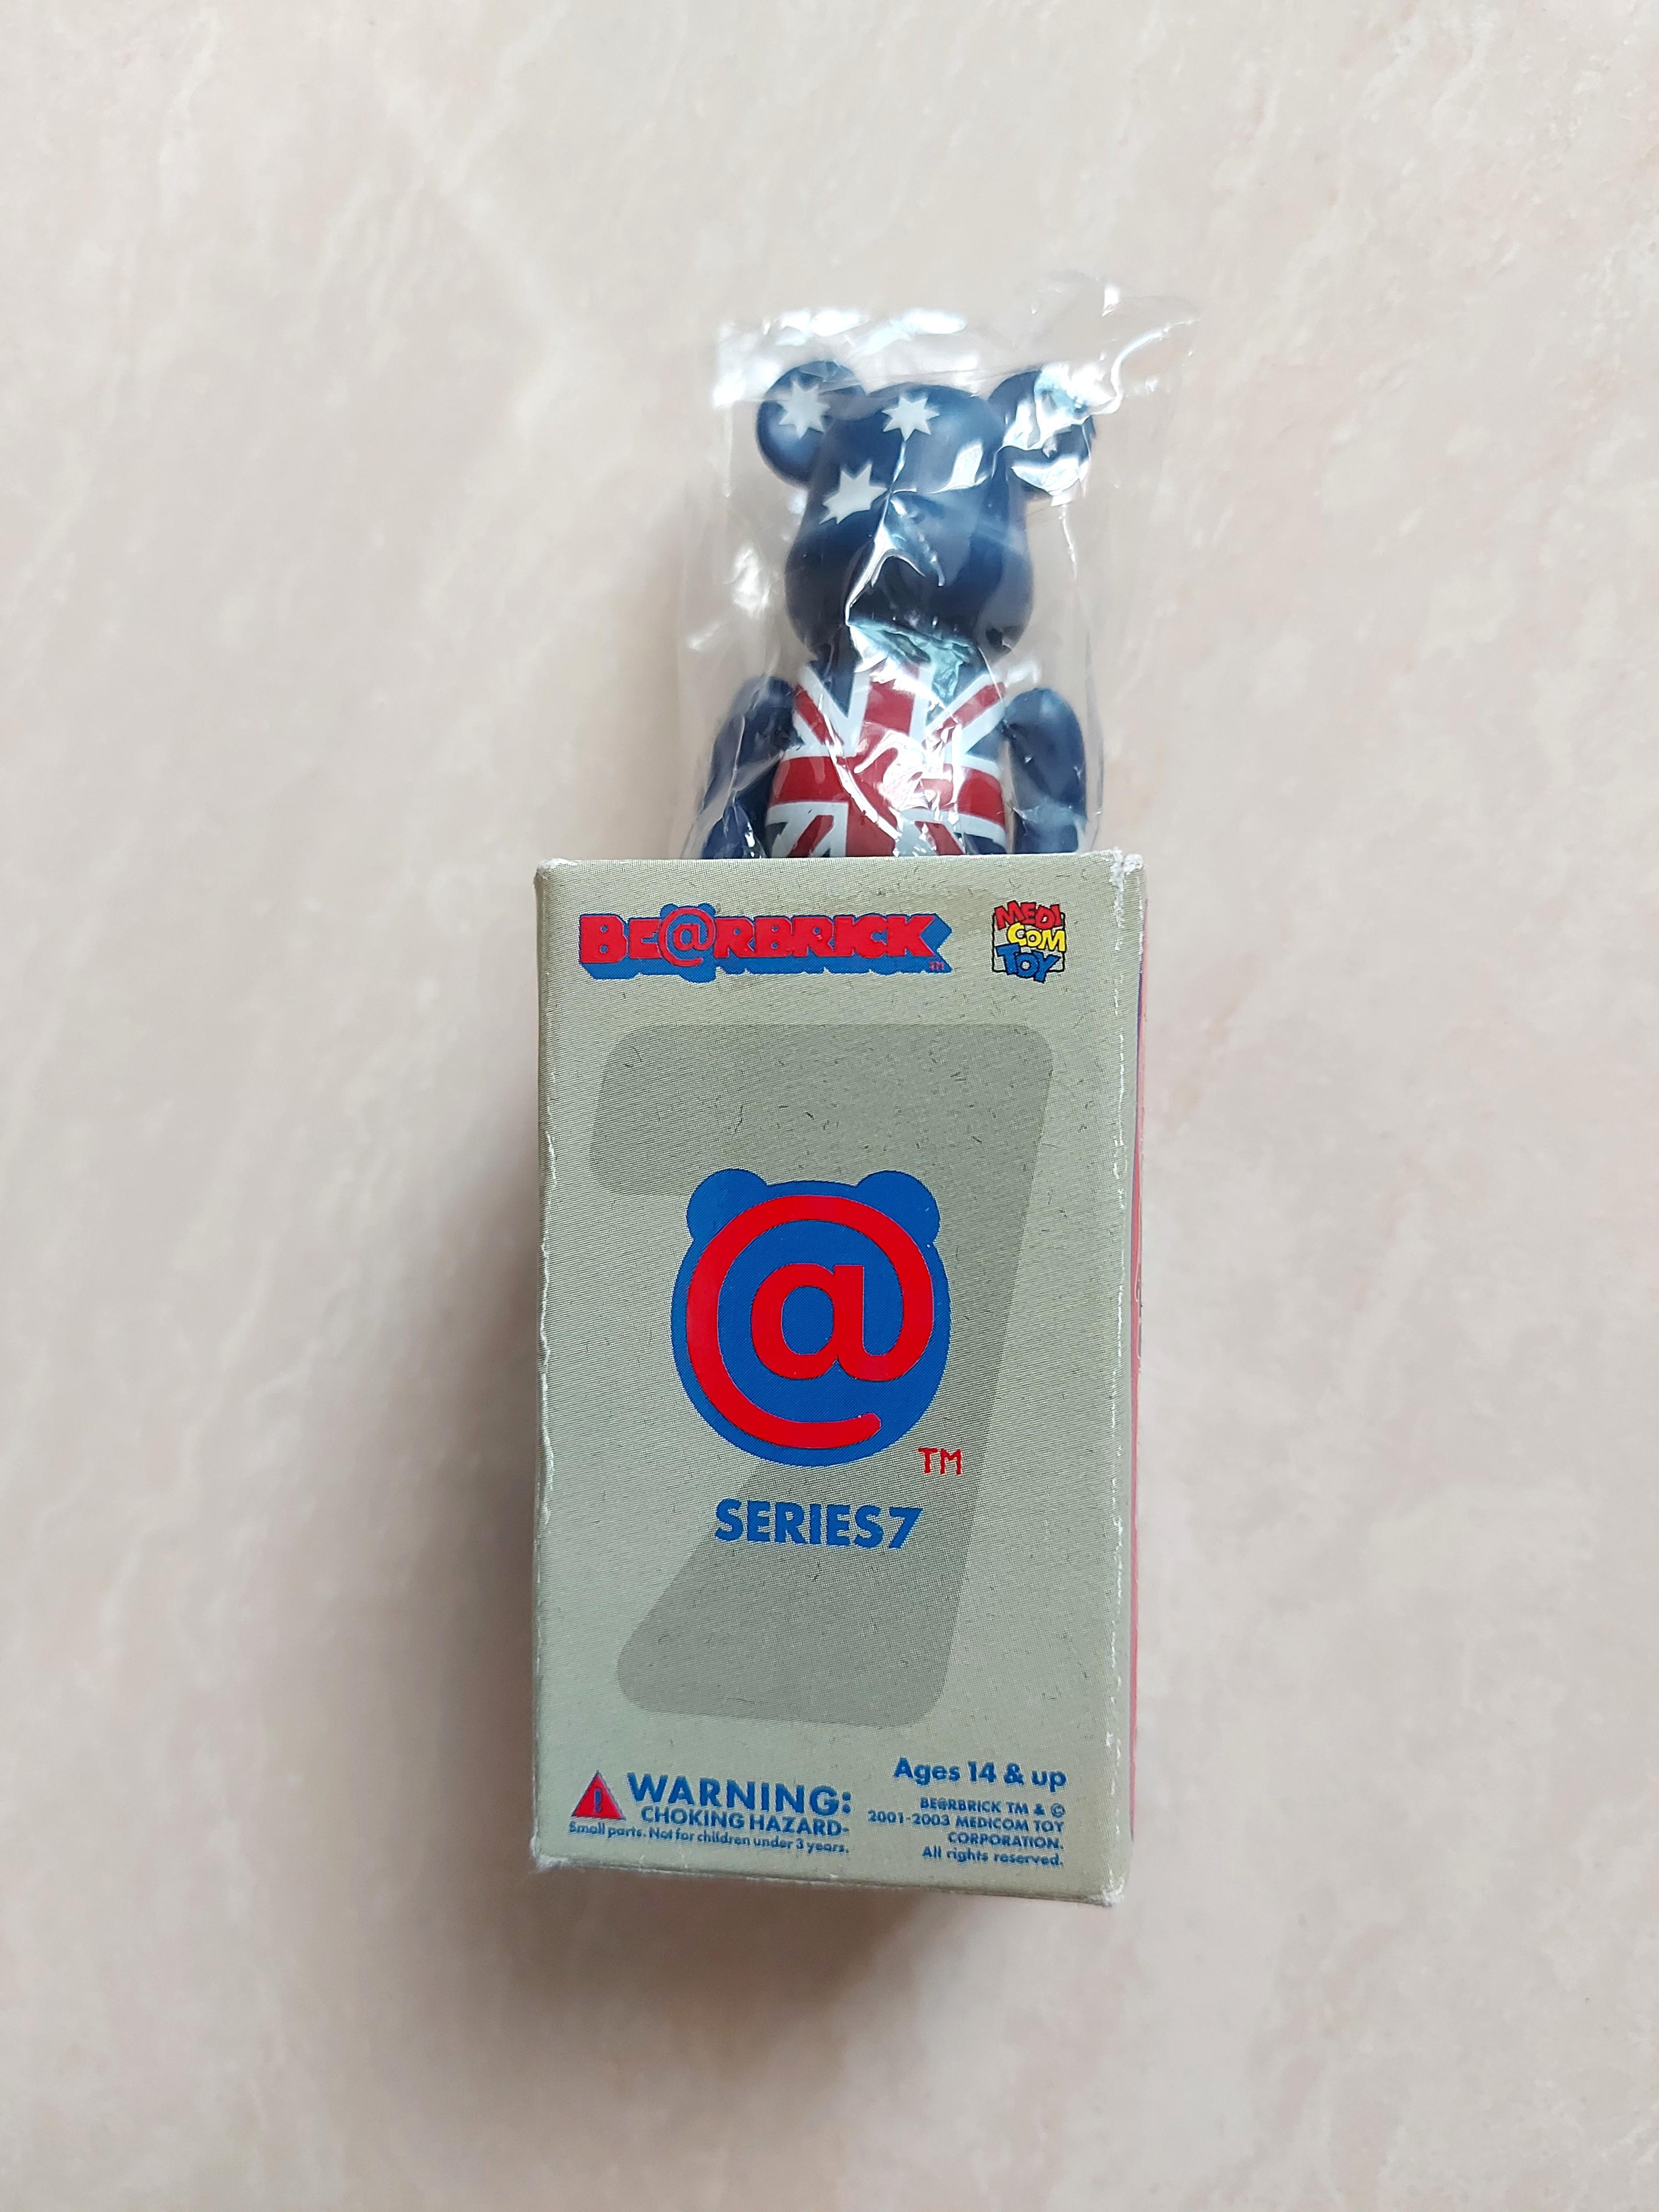 BE@RBRICK TM
MEDI
COM
TOY
@
TM
SERIES7
WARNING:
CHOKING HAZARD-
Small parts. Not for children under 3 years.
Ages 14 & up
BE@RBRICK TM & ©
2001-2003 MEDICOM TOY
CORPORATION.
All rights reserved.